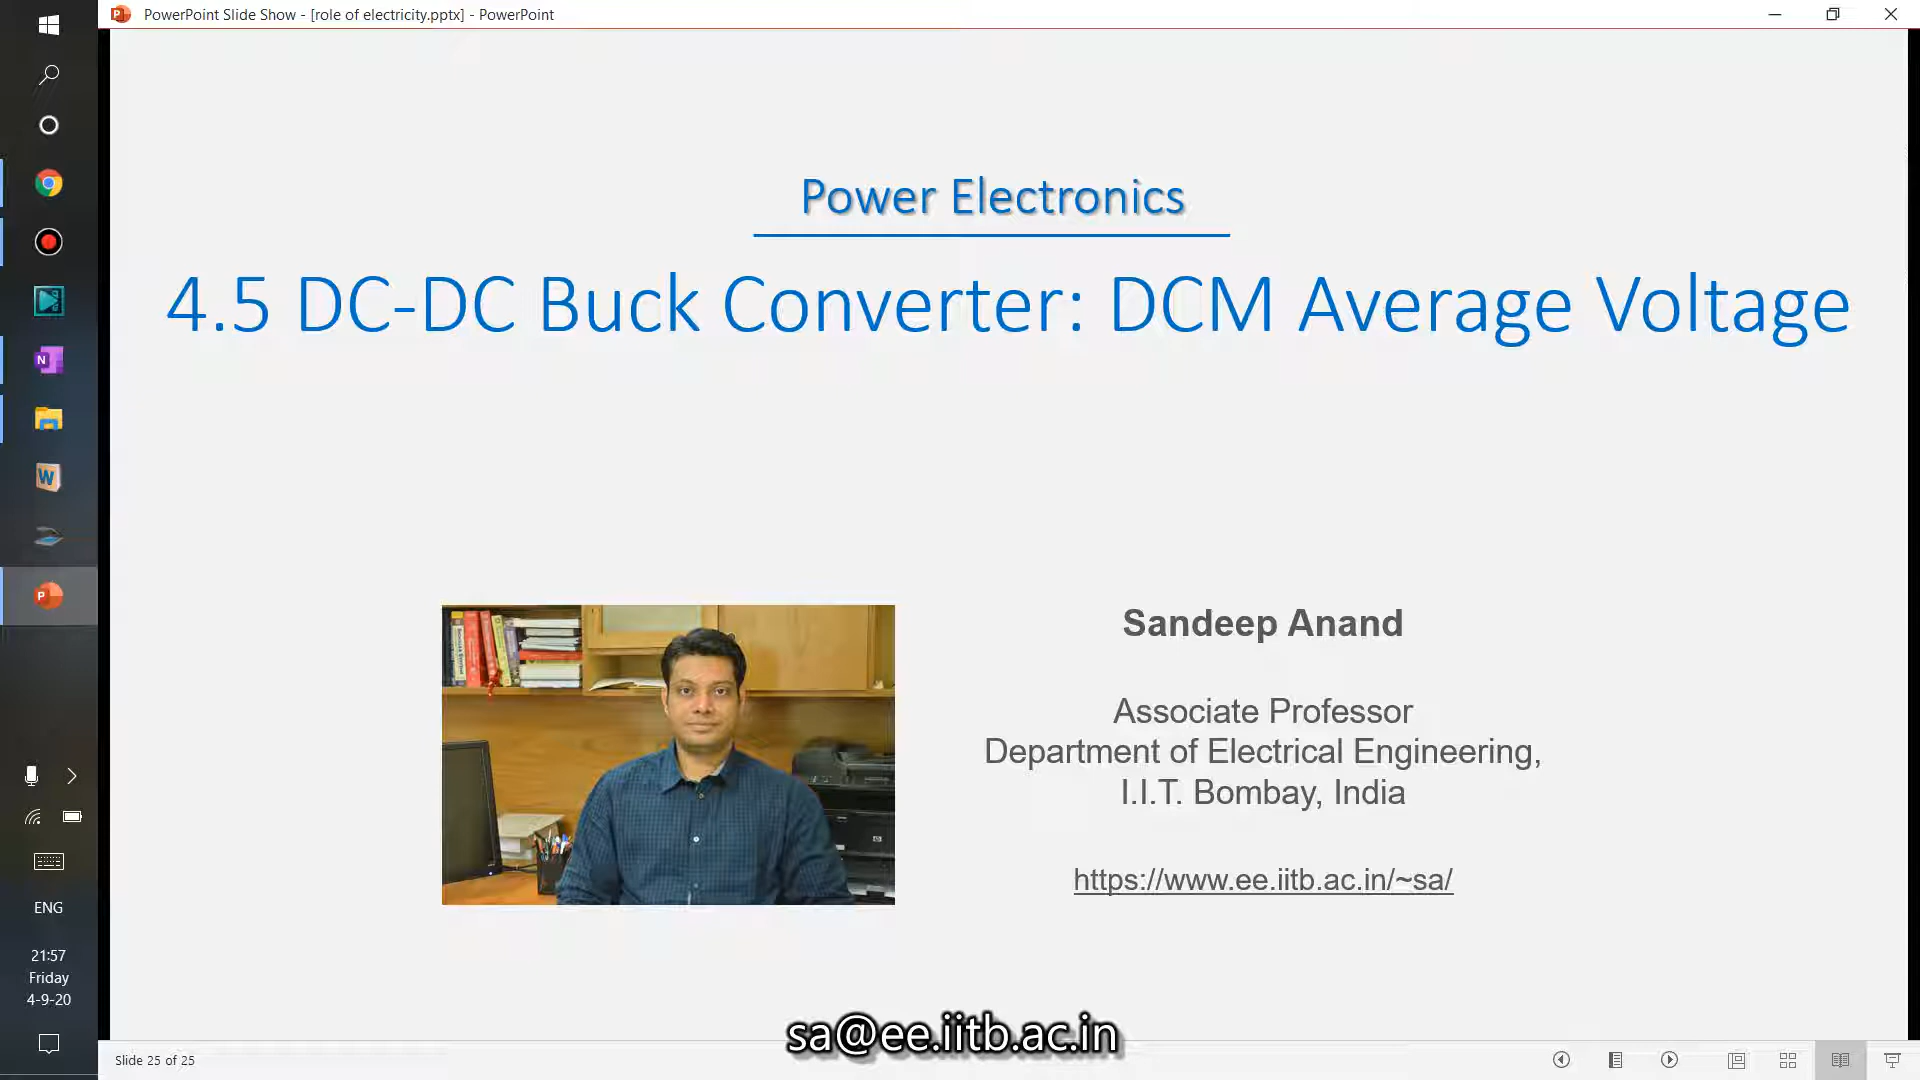 PowerPoint Slide Show - [role of electricity.pptx] - PowerPoint
Power Electronics
4.5 DC-DC Buck Converter: DCM Average Voltage
Sandeep Anand
Associate Professor
Department of Electrical Engineering,
I.I.T. Bombay, India
https://www.ee.iitb.ac.in/~sa/
ENG
21:57
Friday
4-9-20
sa@ee.iitb.ac.in
Slide 25 of 25